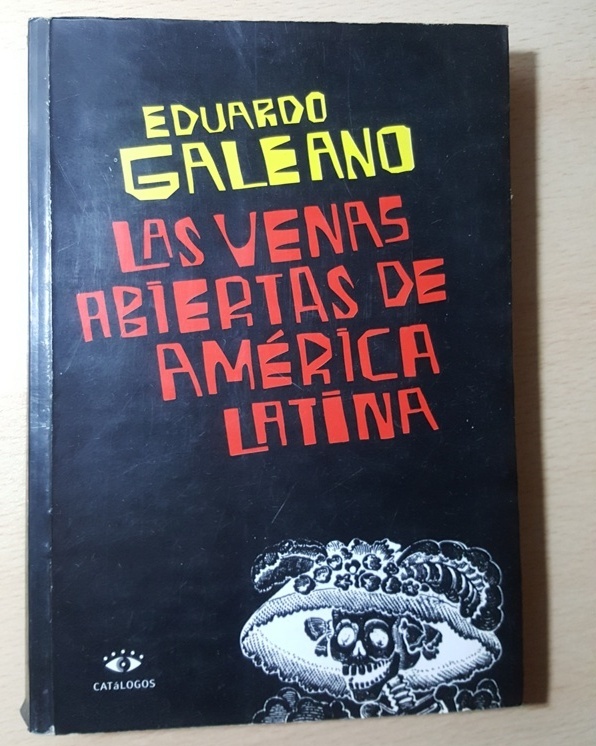 EDUARDO
GALEANO
LAS VENAS
ABIERTAS DE
AMÉRICA
LATINA
CATáLOGOS